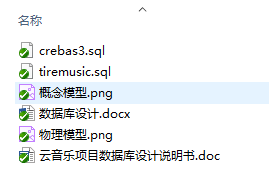 名称
crebas3.sql
tiremusic.sql
概念模型.png
数据库设计.docx
物理模型.png
云音乐项目数据库设计说明书.doc